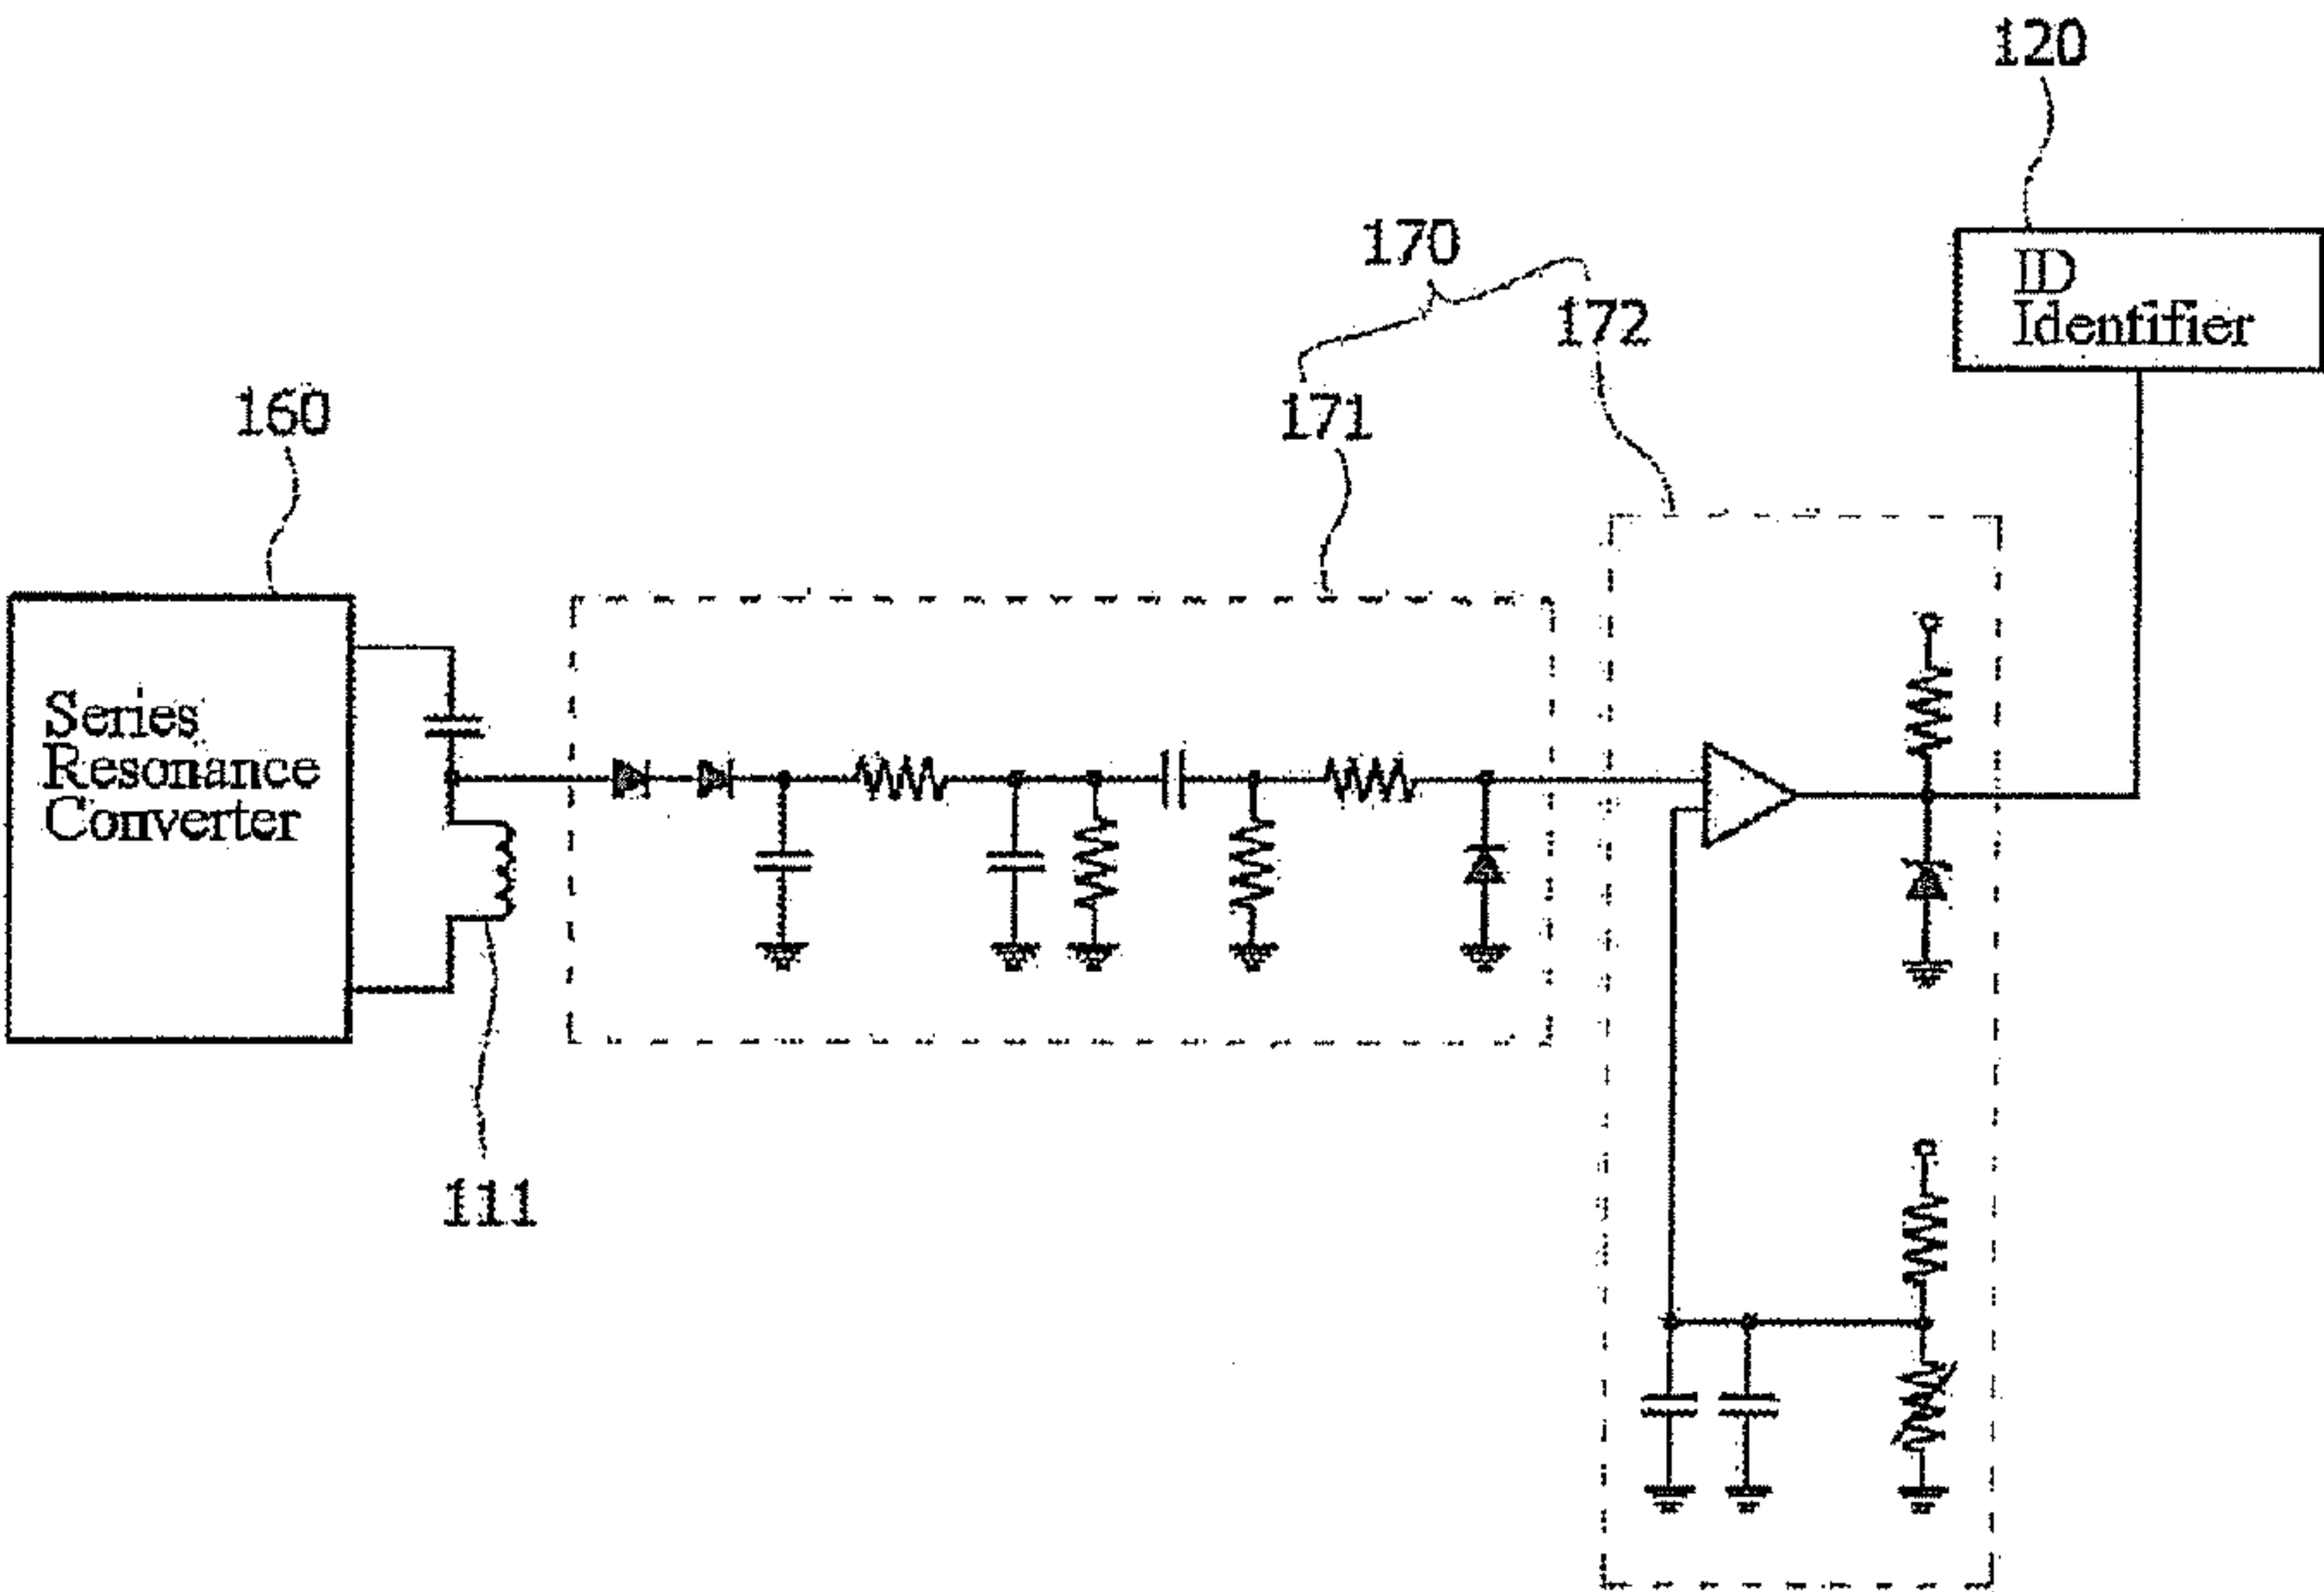 120
170
172
ID
Identifier
160
171
Series
Resonance
Converter
111